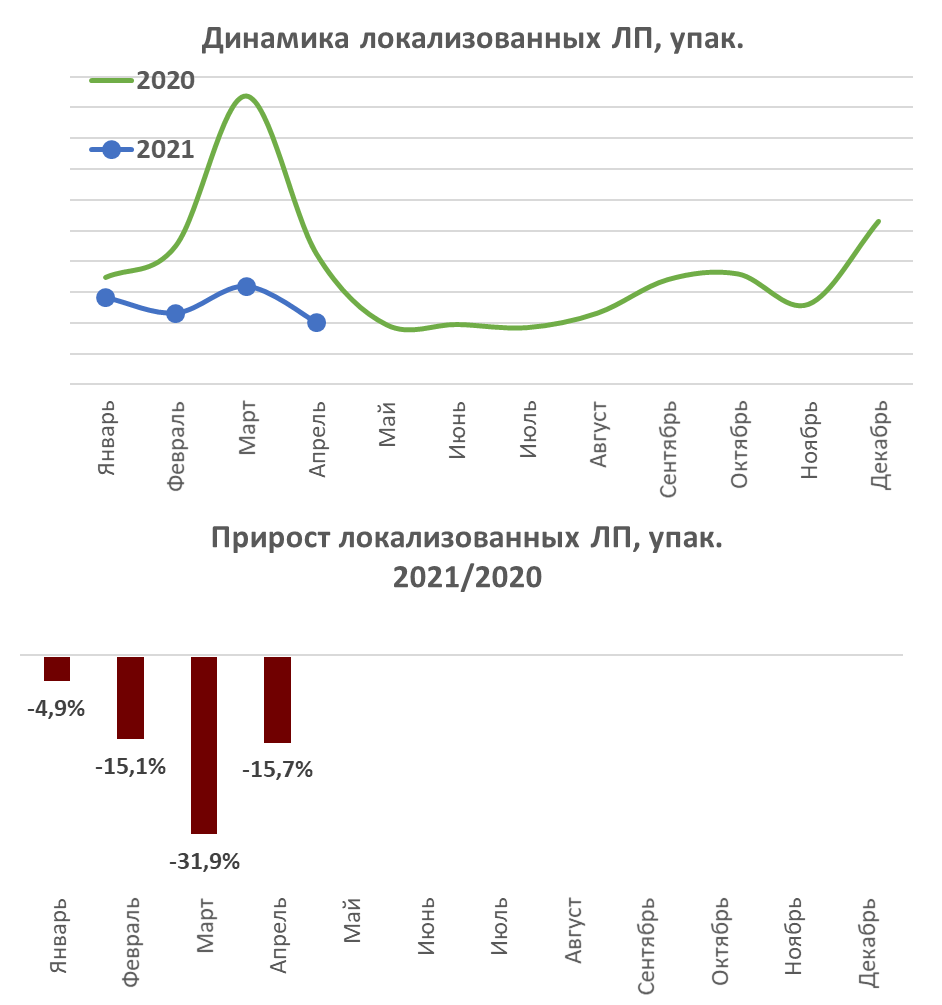 Динамика локализованных ЛП, упак.
2020
2021
Январь
Февраль
Март
Апрель
Май
Июнь
Июль
Август
Сентябрь
Октябрь
Ноябрь
Декабрь
Прирост локализованных ЛП, упак.
2021/2020
-4,9%
-15,1%
-15,7%
-31,9%
Январь
Февраль
Март
Апрель
Май
Июнь
Июль
Август
Сентябрь
Октябрь
Ноябрь
Декабрь